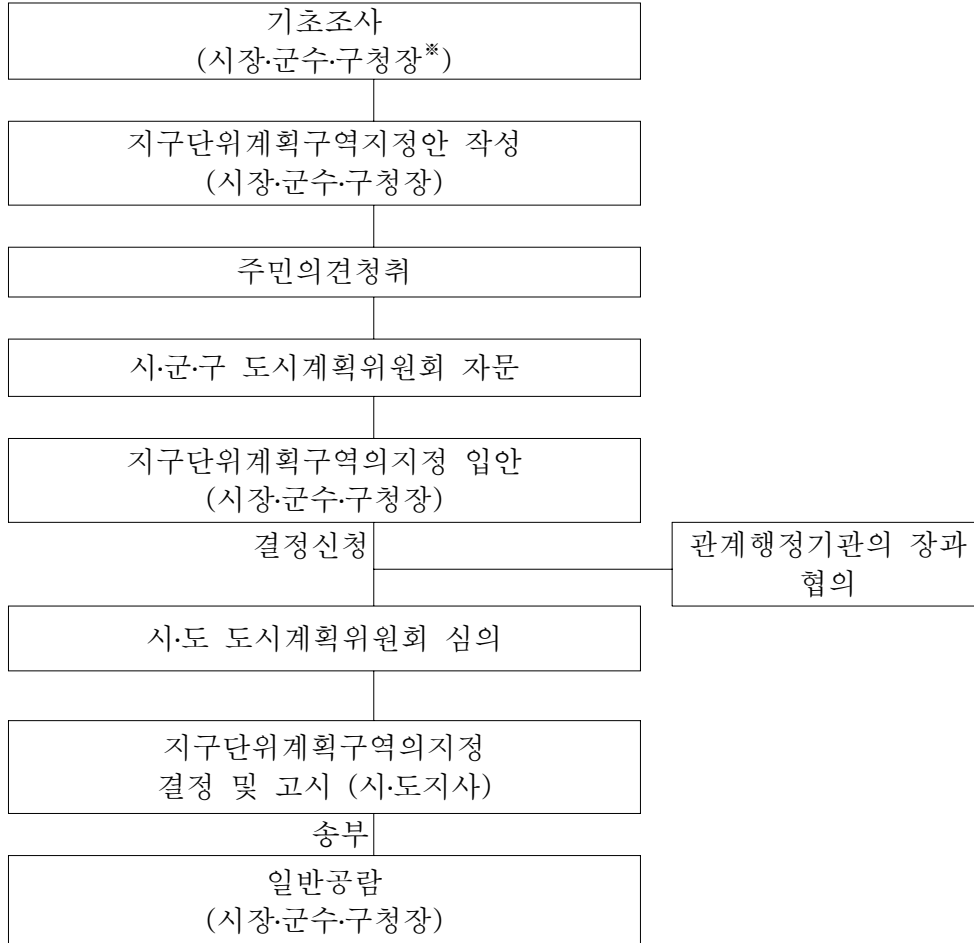 기초조사
(시장·군수·구청장※)
지구단위계획구역지정안 작성
(시장·군수·구청장)
주민의견청취
시·군·구 도시계획위원회 자문
지구단위계획구역의지정 입안
(시장·군수·구청장)
결정신청
관계행정기관의 장과
협의
시·도 도시계획위원회 심의
지구단위계획구역의지정
결정 및 고시 (시·도지사)
송부
일반공람
(시장·군수·구청장)